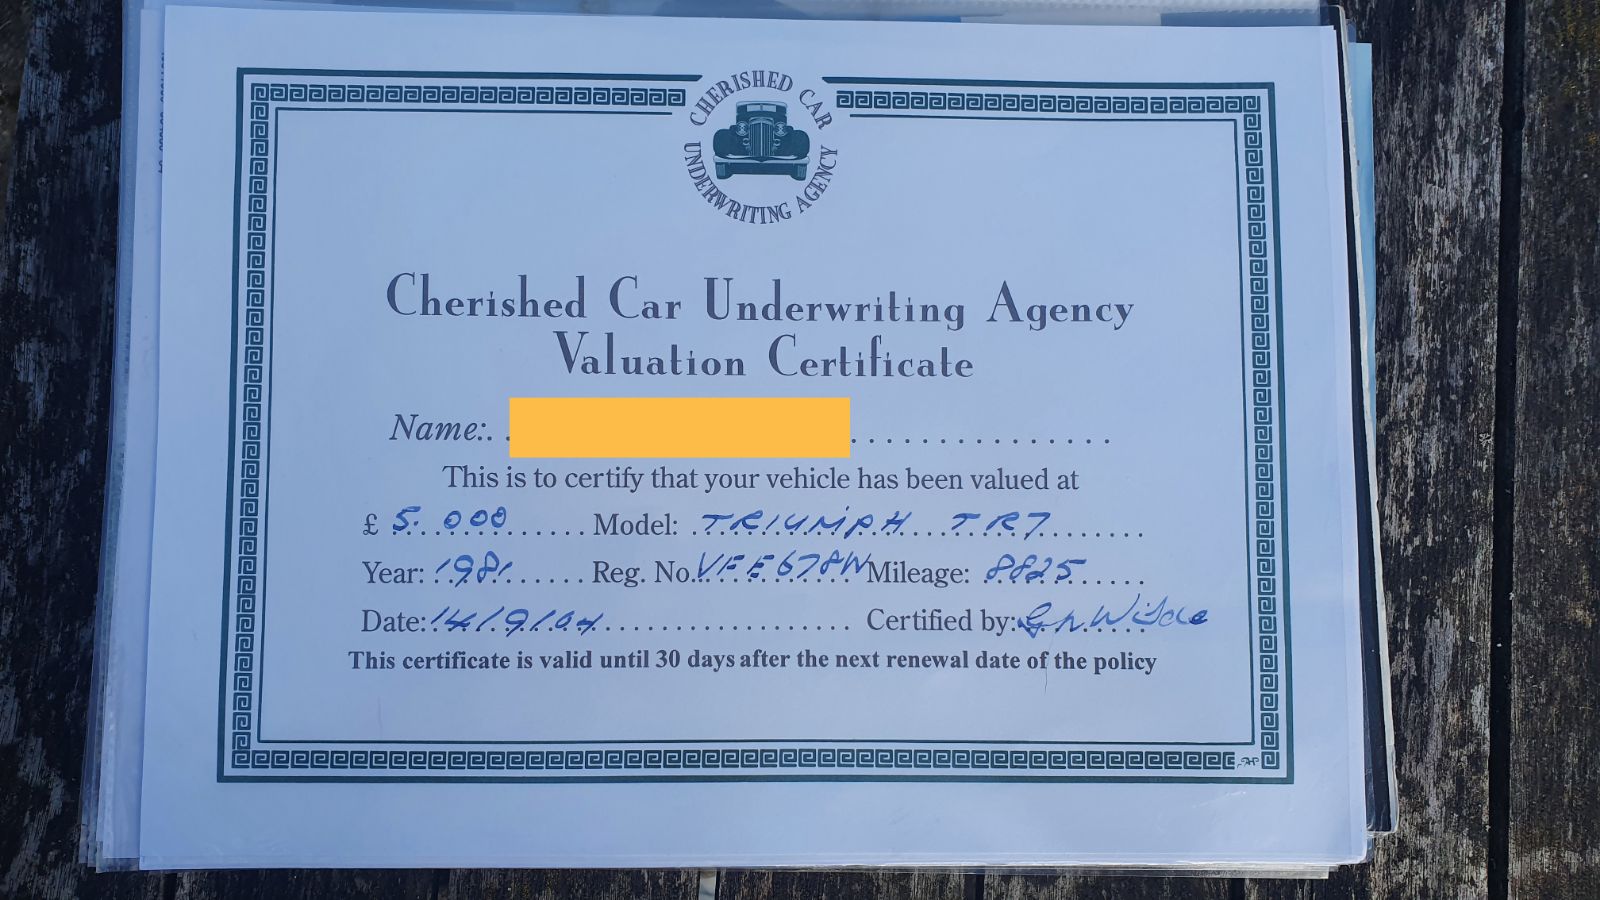 CHERISHED CAR
UNDERWRITING AGENCY
Cherished Car Underwriting Agency
Valuation Certificate
Name:
This is to certify that your vehicle has been valued at
£ 5.000 Model: TRIUMPH TR7
Year: 1981 Reg. No. VFE678W Mileage: 8825
Date: 14/9/04 Certified by:
This certificate is valid until 30 days after the next renewal date of the policy